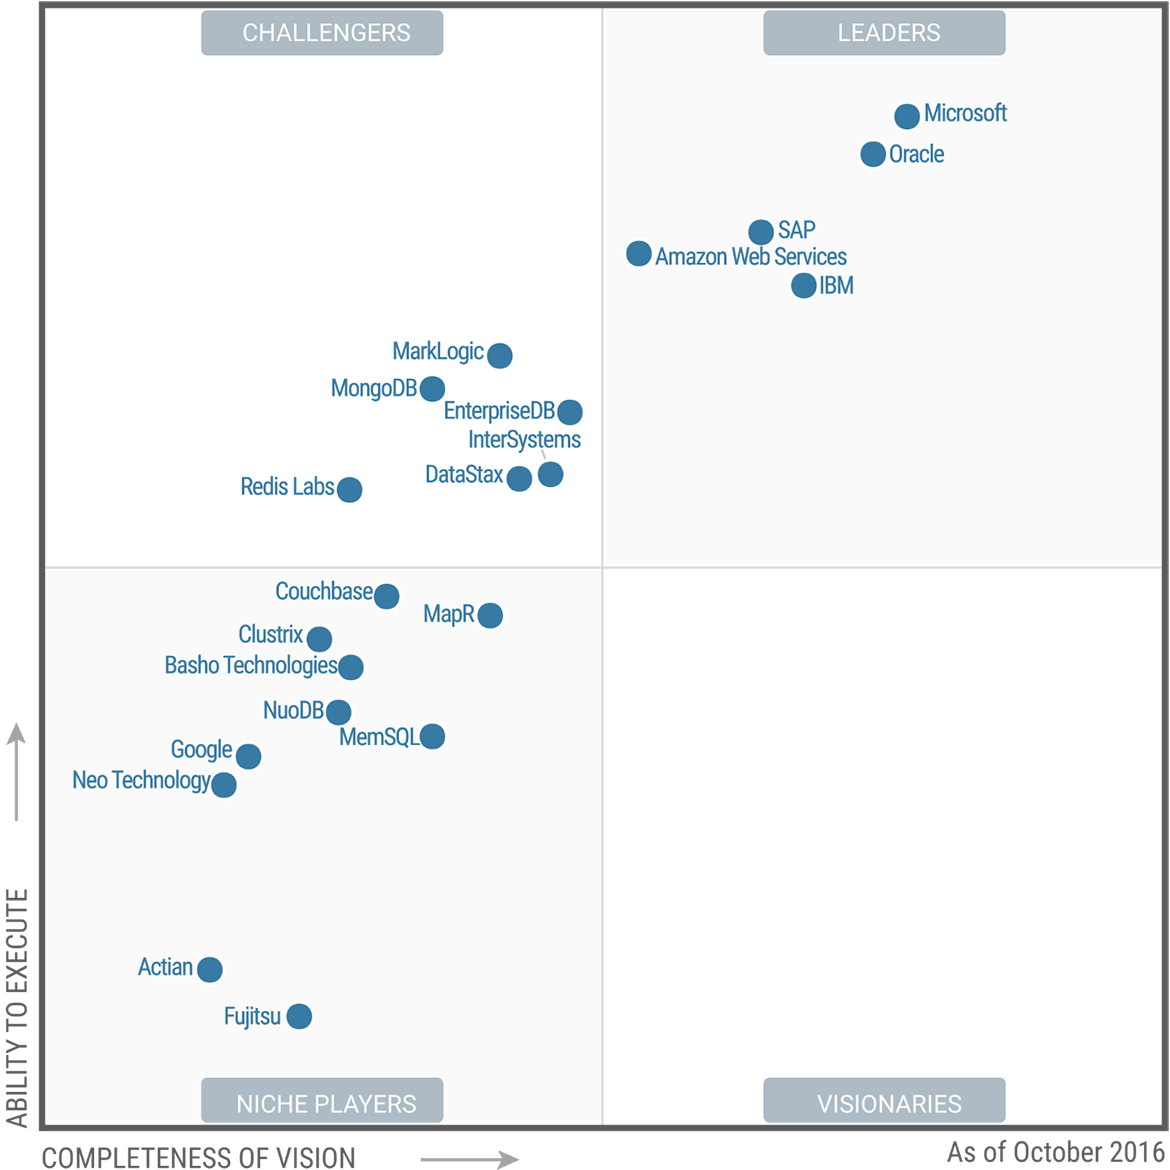 CHALLENGERS
LEADERS
Microsoft
Oracle
SAP
Amazon Web Services
IBM
MarkLogic
MongoDB
EnterpriseDB
InterSystems
DataStax
Redis Labs
Couchbase
MapR
Clustrix
Basho Technologies
NuoDB
MemSQL
Google
Neo Technology
Actian
Fujitsu
NICHE PLAYERS
VISIONARIES
ABILITY TO EXECUTE
COMPLETENESS OF VISION
As of October 2016